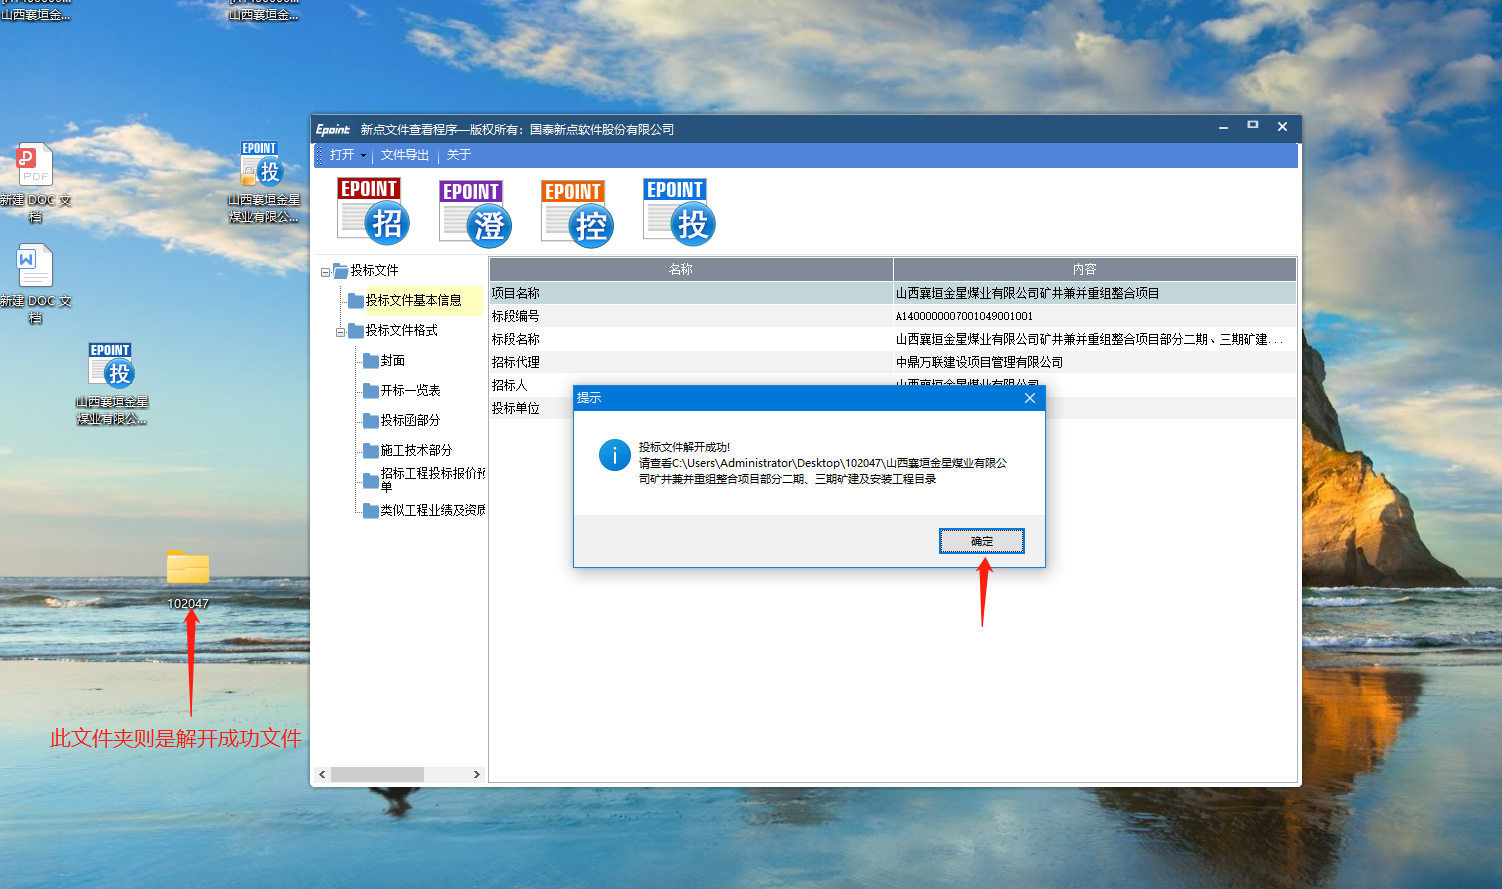 山西襄垣金...
山西襄垣金...
PDF
新建 DOC 文
档
EPOINT
投
山西襄垣金星
煤业有限公...
W
新建 DOC 文
档
EPOINT
投
山西襄垣金星
煤业有限公...
102047
此文件夹则是解开成功文件
Epoint 新点文件查看程序—版权所有：国泰新点软件股份有限公司
打开 文件导出 关于
EPOINT 招
EPOINT 澄
EPOINT 控
EPOINT 投
投标文件
投标文件基本信息
投标文件格式
封面
开标一览表
投标函部分
施工技术部分
招标工程投标报价预
单
类似工程业绩及资质
名称 内容
项目名称 山西襄垣金星煤业有限公司矿井兼并重组整合项目
标段编号 A1400000007001049001001
标段名称 山西襄垣金星煤业有限公司矿井兼并重组整合项目部分二期、三期矿建...
招标代理 中鼎万联建设项目管理有限公司
招标人 山西襄垣金星煤业有限公司
投标单位
提示
投标文件解开成功!
请查看C:\Users\Administrator\Desktop\102047\山西襄垣金星煤业有限公
司矿井兼并重组整合项目部分二期、三期矿建及安装工程目录
确定